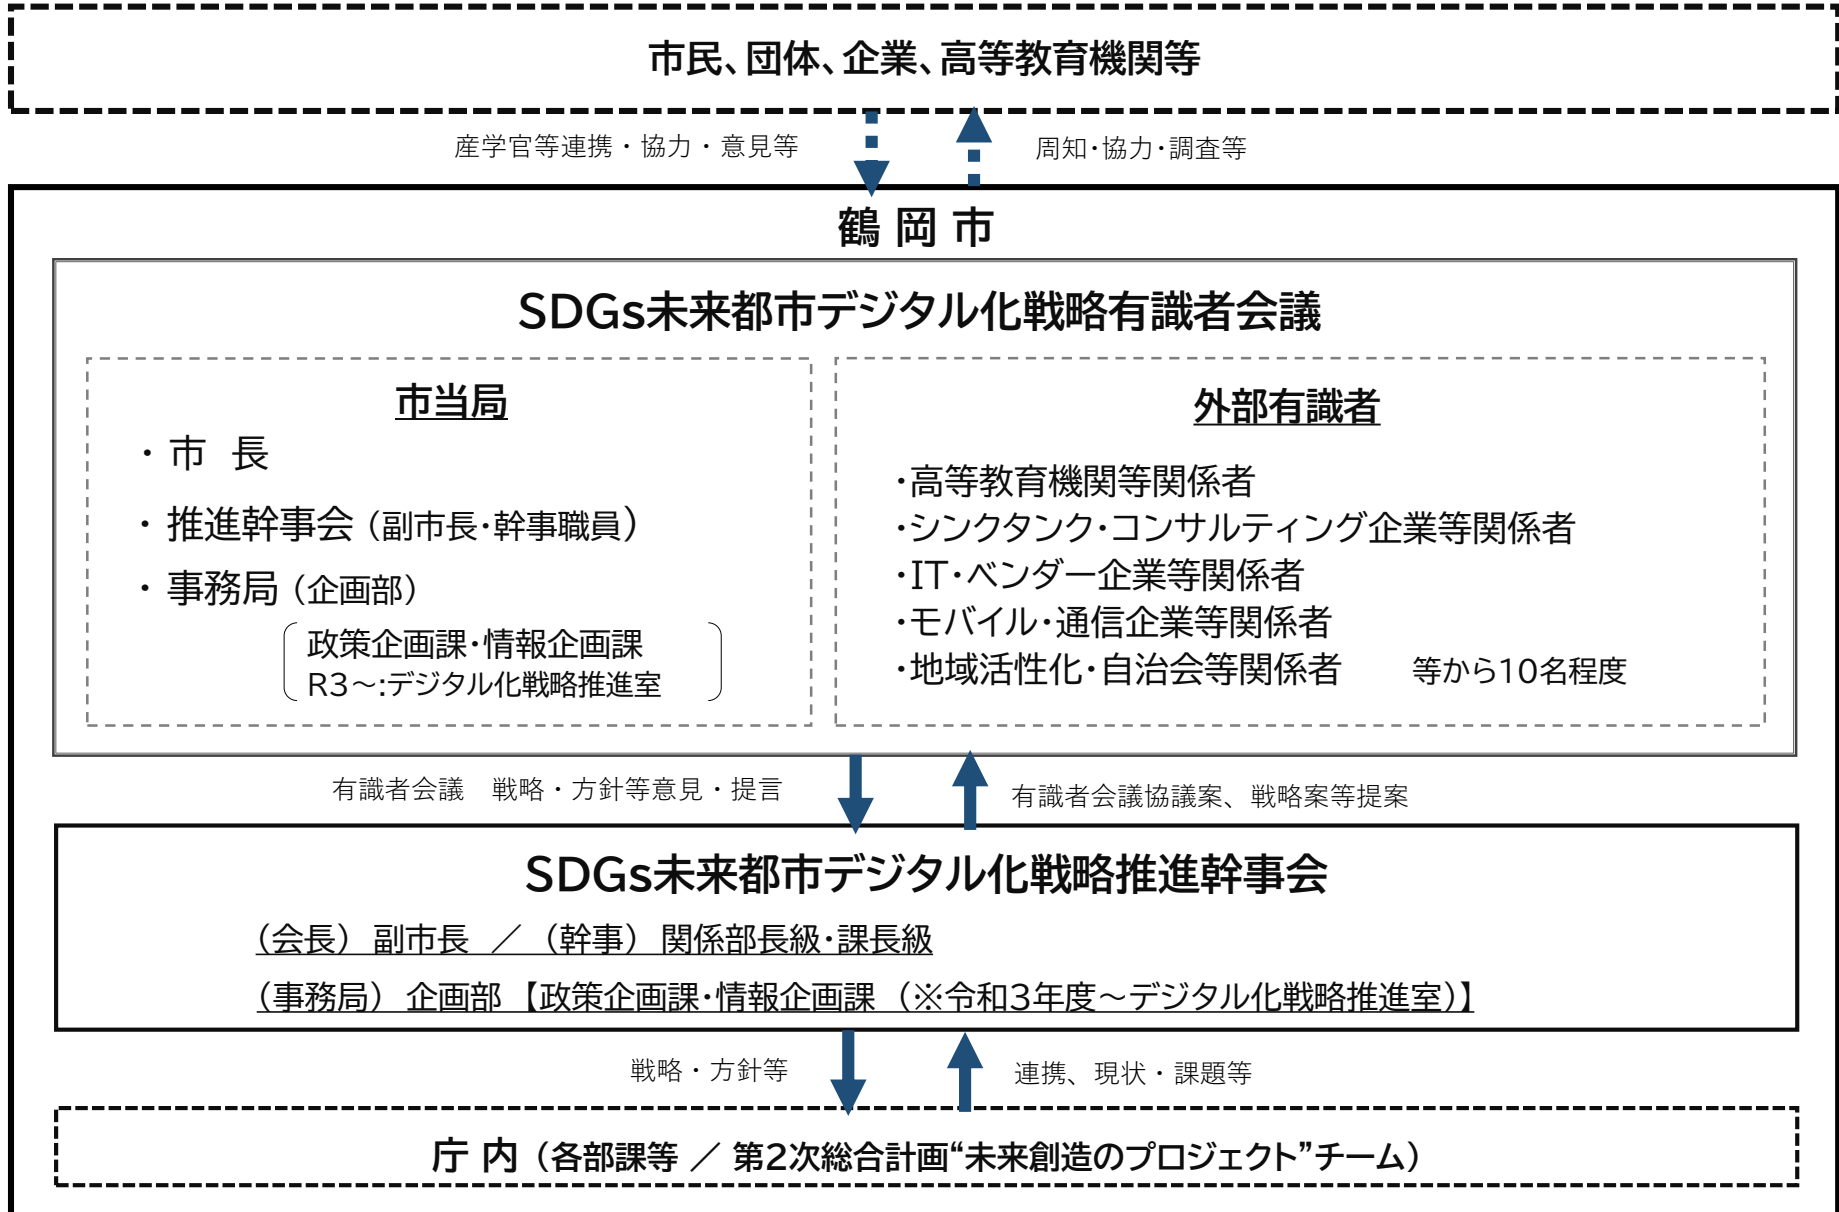 市民、団体、企業、高等教育機関等
産学官等連携・協力・意見等
周知・協力・調査等
鶴 岡 市
SDGs未来都市デジタル化戦略有識者会議
市当局
・ 市　長
・ 推進幹事会（副市長・幹事職員）
・ 事務局（企画部）
政策企画課・情報企画課
R3～:デジタル化戦略推進室
外部有識者
・高等教育機関等関係者
・シンクタンク・コンサルティング企業等関係者
・IT・ベンダー企業等関係者
・モバイル・通信企業等関係者
・地域活性化・自治会等関係者　　等から10名程度
有識者会議　戦略・方針等意見・提言
有識者会議協議案、戦略案等提案
SDGs未来都市デジタル化戦略推進幹事会
（会長） 副市長 ／ （幹事） 関係部長級・課長級
（事務局） 企画部 【政策企画課・情報企画課 （※令和3年度～デジタル化戦略推進室）】
戦略・方針等
連携、現状・課題等
庁 内（各部課等 ／ 第2次総合計画“未来創造のプロジェクト”チーム）